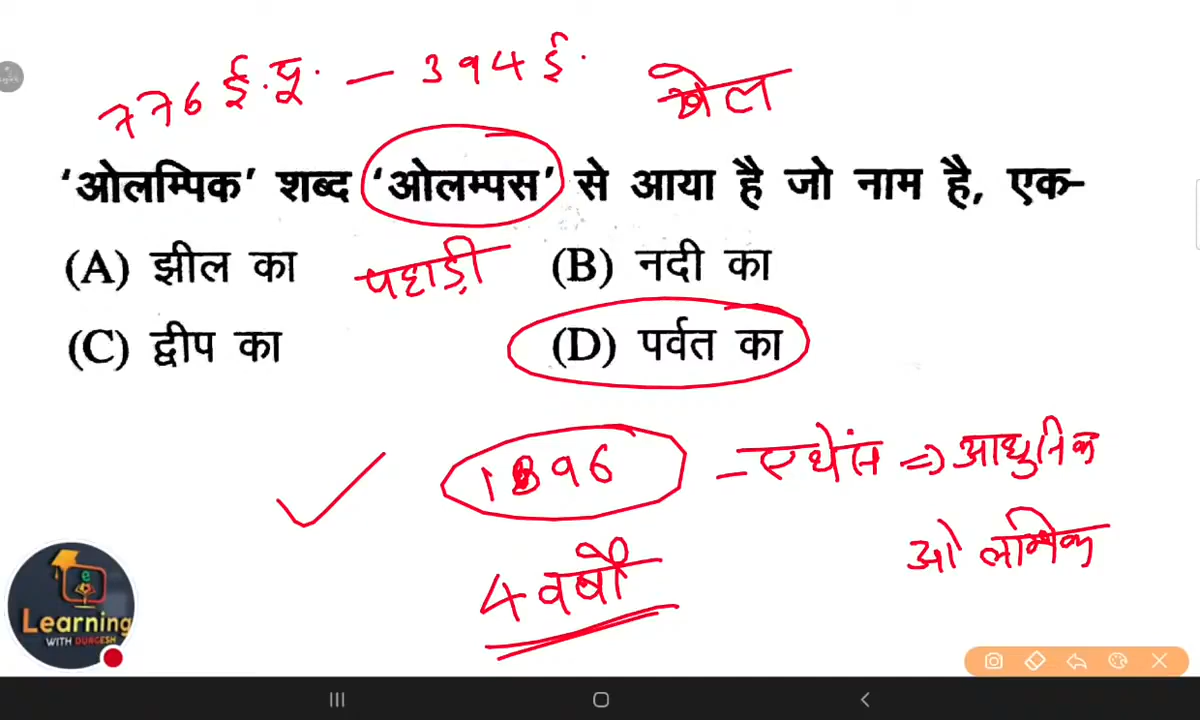 776 ई.पू. – 394 ई.
खेल
'ओलम्पिक' शब्द 'ओलम्पस' से आया है जो नाम है, एक-
(A) झील का
पहाड़ी
(B) नदी का
(C) द्वीप का
(D) पर्वत का
1896 – एथेंस ⇒ आधुनिक
ओलम्पिक
4 वर्षों
e
Learning
WITH DURGESH